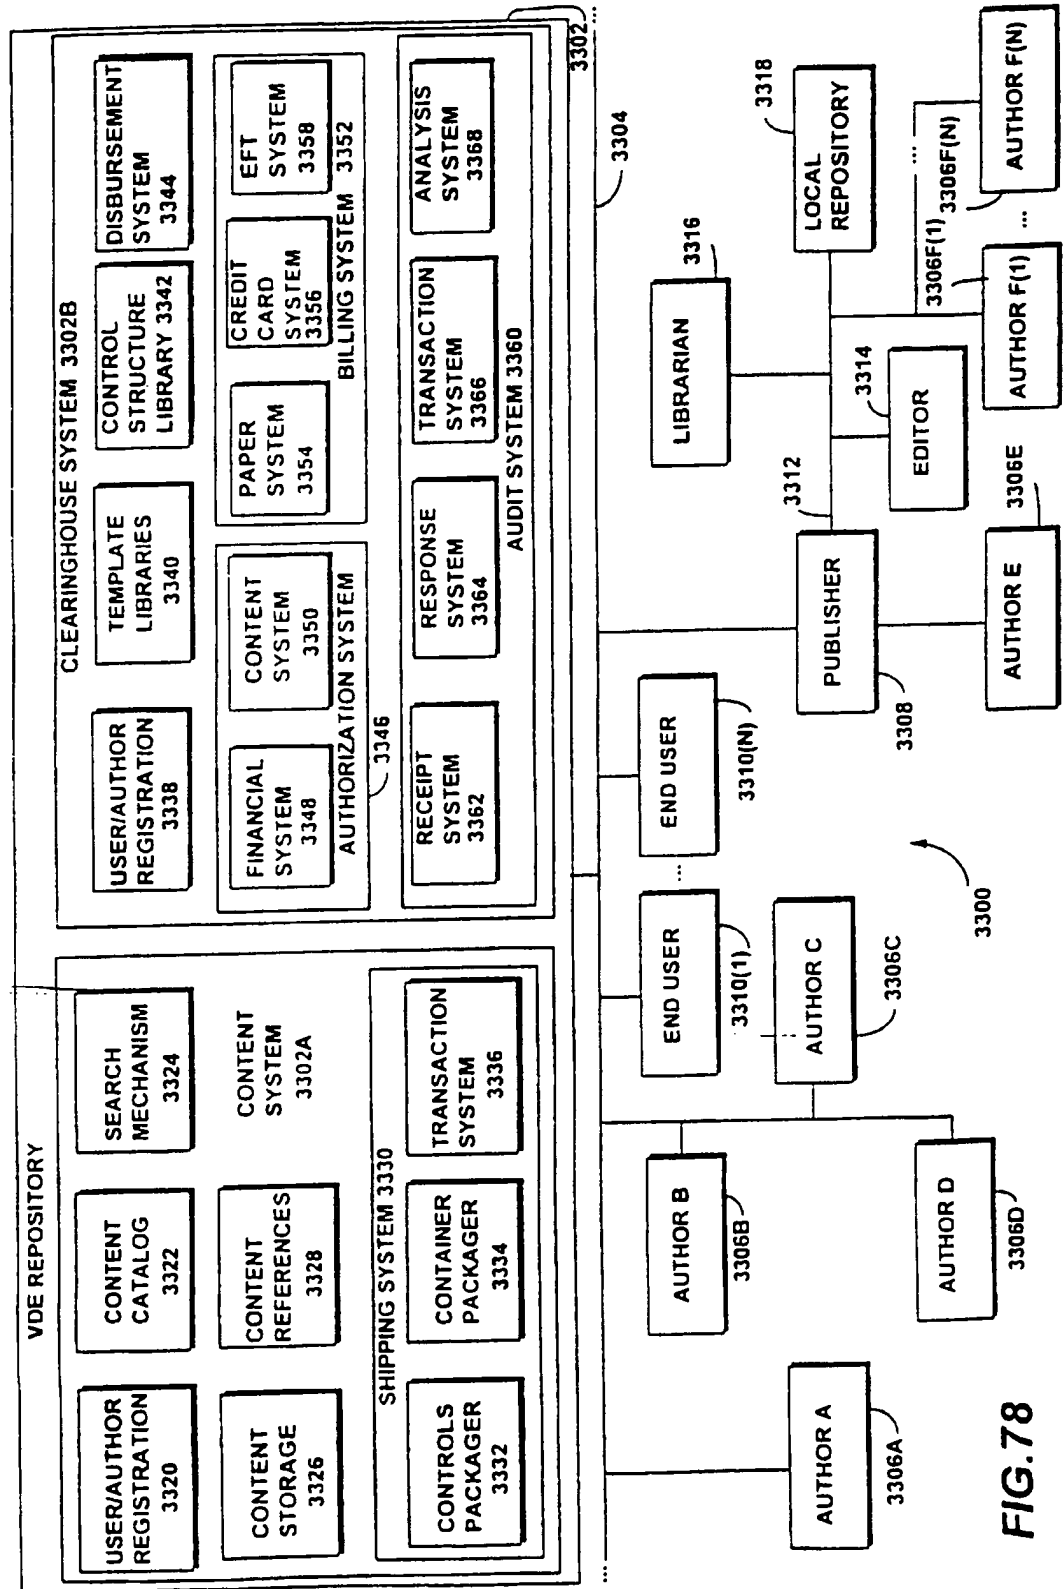 VDE REPOSITORY
3302
USER/AUTHOR
REGISTRATION
3320
CONTENT
CATALOG
3322
SEARCH
MECHANISM
3324
CONTENT
STORAGE
3326
CONTENT
REFERENCES
3328
CONTENT
SYSTEM
3302A
SHIPPING SYSTEM 3330
CONTROLS
PACKAGER
3332
CONTAINER
PACKAGER
3334
TRANSACTION
SYSTEM
3336
CLEARINGHOUSE SYSTEM 3302B
USER/AUTHOR
REGISTRATION
3338
TEMPLATE
LIBRARIES
3340
CONTROL
STRUCTURE
LIBRARY 3342
DISBURSEMENT
SYSTEM
3344
FINANCIAL
SYSTEM
3348
CONTENT
SYSTEM
3350
AUTHORIZATION SYSTEM
3346
PAPER
SYSTEM
3354
CREDIT
CARD
SYSTEM
3356
EFT
SYSTEM
3358
BILLING SYSTEM 3352
RECEIPT
SYSTEM
3362
RESPONSE
SYSTEM
3364
TRANSACTION
SYSTEM
3366
ANALYSIS
SYSTEM
3368
AUDIT SYSTEM 3360
...
...
3304
AUTHOR A
3306A
AUTHOR B
3306B
AUTHOR C
3306C
AUTHOR D
3306D
END USER
3310(1)
...
END USER
3310(N)
3300
PUBLISHER
3308
3312
AUTHOR E
3306E
EDITOR
3314
LIBRARIAN
3316
LOCAL
REPOSITORY
3318
AUTHOR F(1)
3306F(1)
...
...
AUTHOR F(N)
3306F(N)
FIG.78